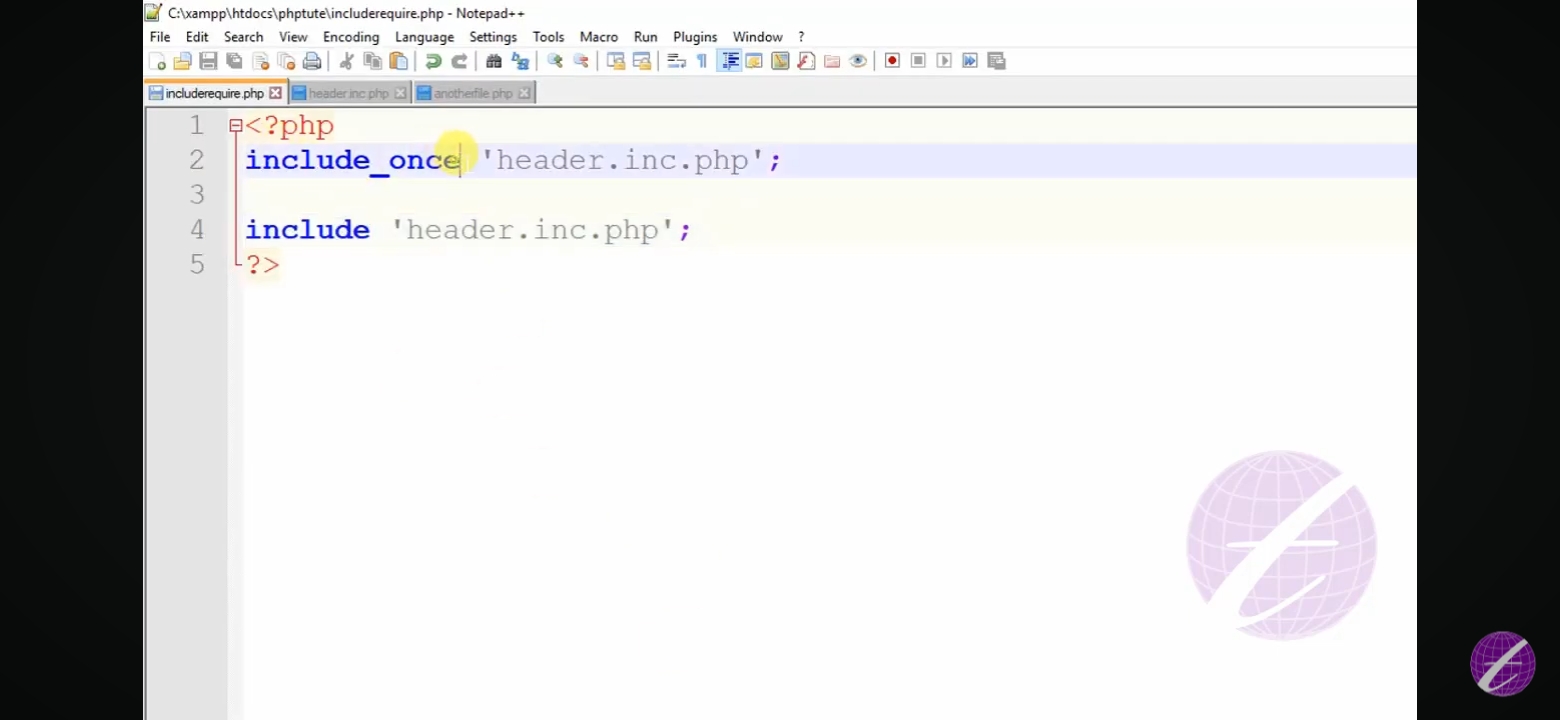 C:\xampp\htdocs\phptute\includerequire.php - Notepad++
File Edit Search View Encoding Language Settings Tools Macro Run Plugins Window ?
includerequire.php header.inc.php anotherfile.php
1 <?php
2 include_once 'header.inc.php';
3
4 include 'header.inc.php';
5 ?>